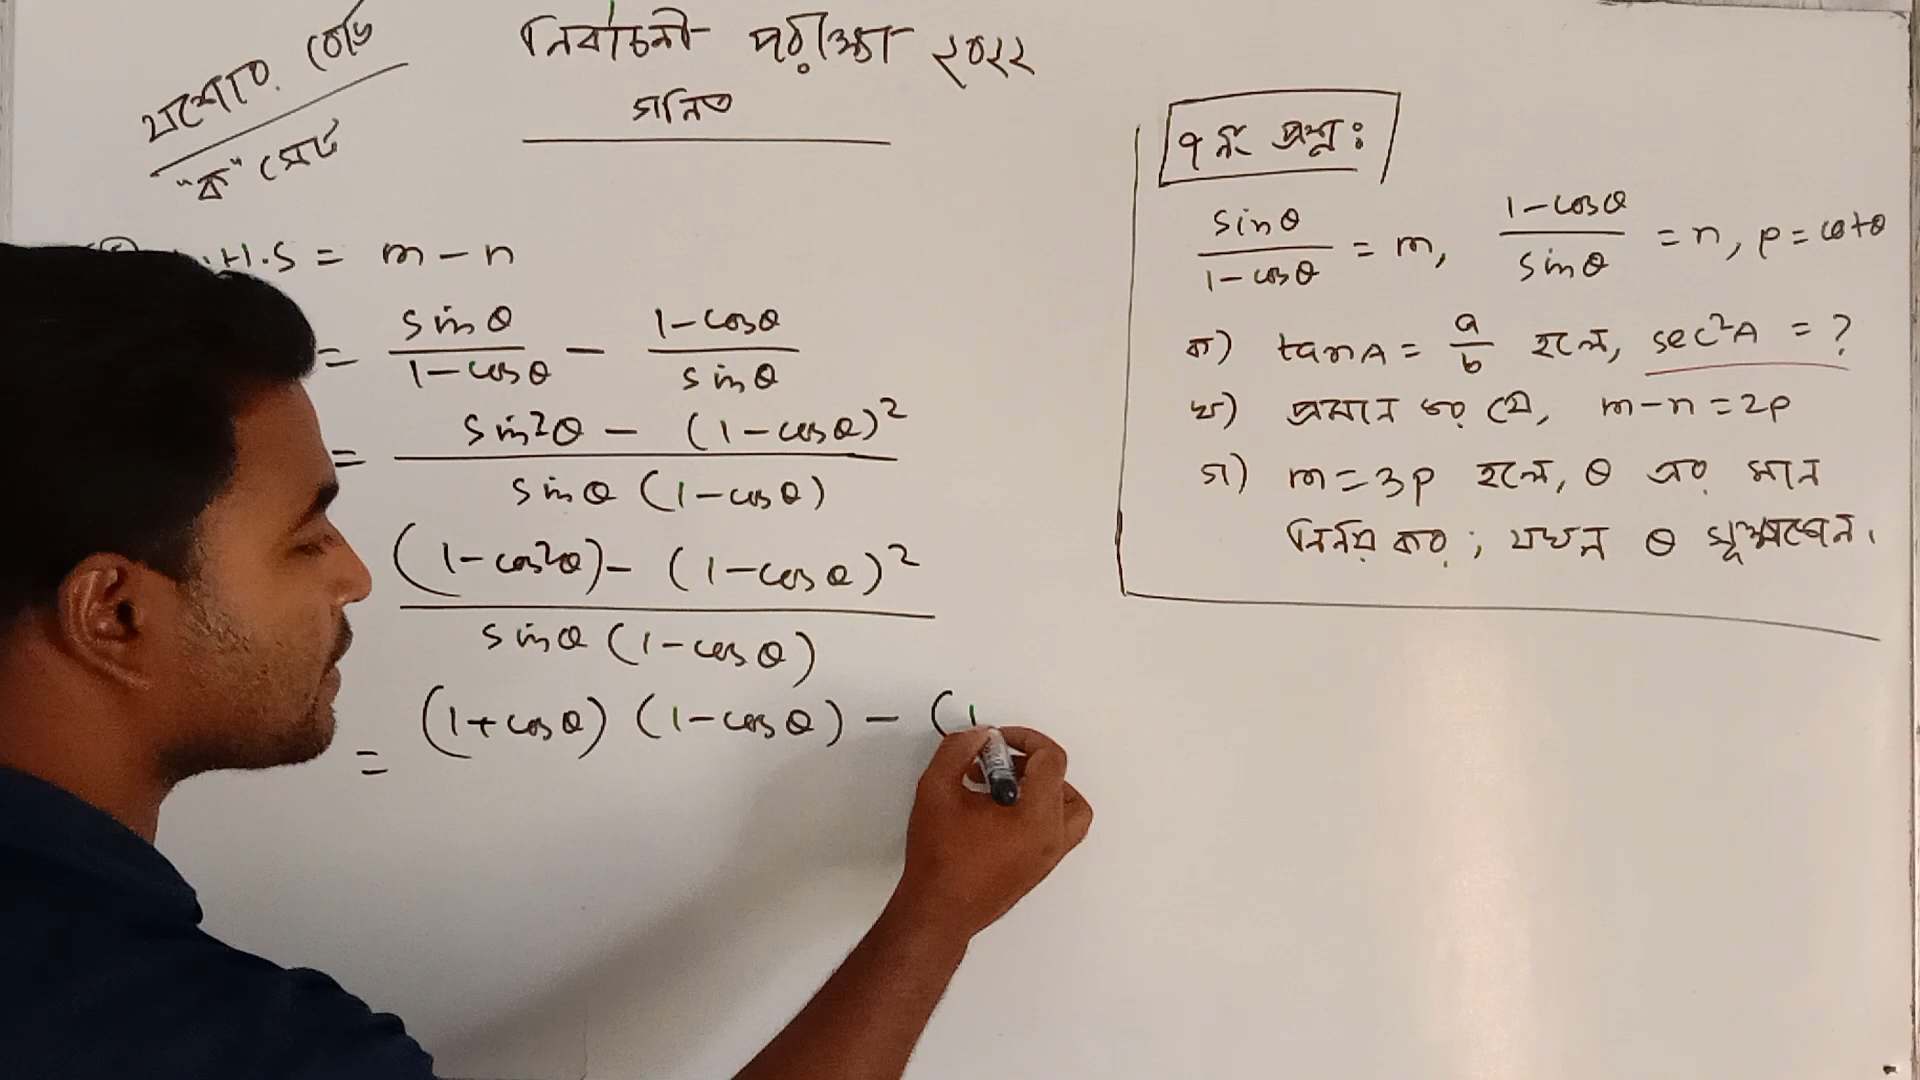 যশোর বোর্ড
"ক" সেট
নির্বাচনী পরীক্ষা ২০২২
গনিত
.H.S = m - n
= sinθ/(1-cosθ) - (1-cosθ)/sinθ
= (sin²θ - (1-cosθ)²)/(sinθ (1-cosθ))
((1-cos²θ) - (1-cosθ)²)/(sinθ (1-cosθ))
= (1+cosθ) (1-cosθ) - (1
৭ নং প্রশ্ন:
sinθ/(1-cosθ) = m, (1-cosθ)/sinθ = n, p = cotθ
ক) tanA = a/b হলে, sec²A = ?
খ) প্রমান কর যে, m-n = 2p
গ) m = 3p হলে, θ এর মান
নির্নয় কর; যখন θ সূক্ষ্মকোন।